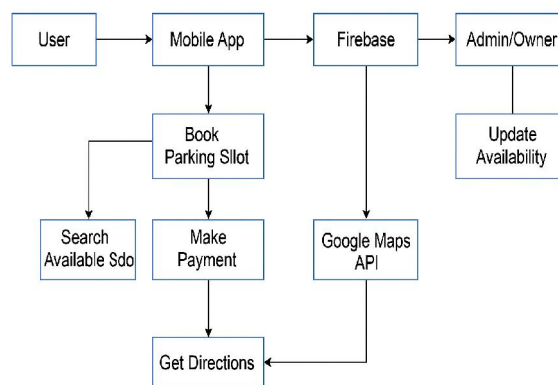 User
Mobile App
Firebase
Admin/Owner
Book
Parking Sllot
Update
Availability
Search
Available Sdo
Make
Payment
Google Maps
API
Get Directions